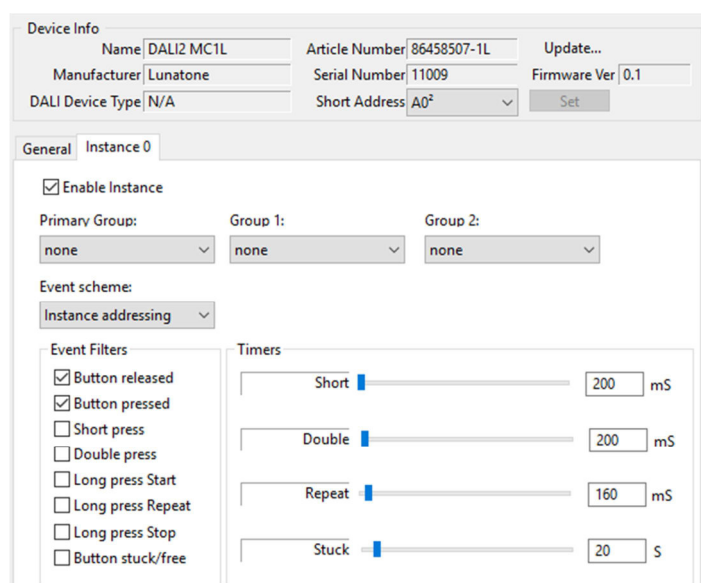 Device Info
Name DALI2 MC1L Article Number 86458507-1L Update...
Manufacturer Lunatone Serial Number 11009 Firmware Ver 0.1
DALI Device Type N/A Short Address A0² Set
General Instance 0
Enable Instance
Primary Group: Group 1: Group 2:
none none none
Event scheme:
Instance addressing
Event Filters Timers
Button released Short 200 mS
Button pressed
Short press
Double press Double 200 mS
Long press Start
Long press Repeat Repeat 160 mS
Long press Stop
Button stuck/free Stuck 20 S